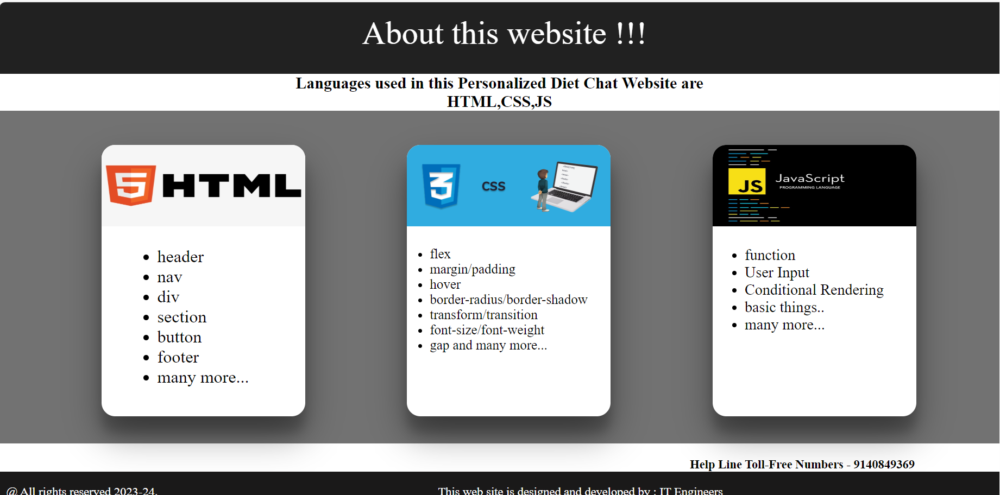 About this website !!!
Languages used in this Personalized Diet Chat Website are
HTML,CSS,JS
5 HTML
header
nav
div
section
button
footer
many more...
3 CSS
flex
margin/padding
hover
border-radius/border-shadow
transform/transition
font-size/font-weight
gap and many more...
JS JavaScript
PROGRAMMING LANGUAGE
function
User Input
Conditional Rendering
basic things..
many more...
Help Line Toll-Free Numbers - 9140849369
@ All rights reserved 2023-24.
This web site is designed and developed by : IT Engineers